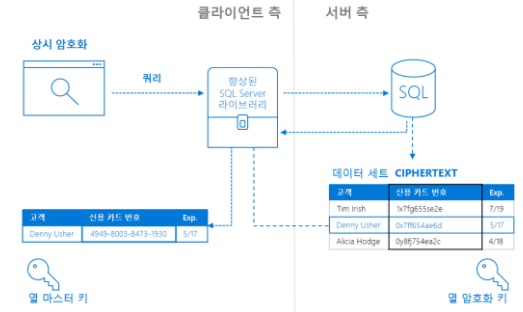 클라이언트 측
서버 측
상시 암호화
쿼리
향상된
SQL Server
라이브러리
SQL
데이터 세트 CIPHERTEXT
고객 신용 카드 번호 Exp.
Tim Irish 1x7fg655se2e 7/19
Denny Usher 0x7ff654ae6d 5/17
Alicia Hodge 0y8fj754ea2c 4/18
고객 신용 카드 번호 Exp.
Denny Usher 4949-8003-8473-1930 5/17
열 마스터 키
열 암호화 키